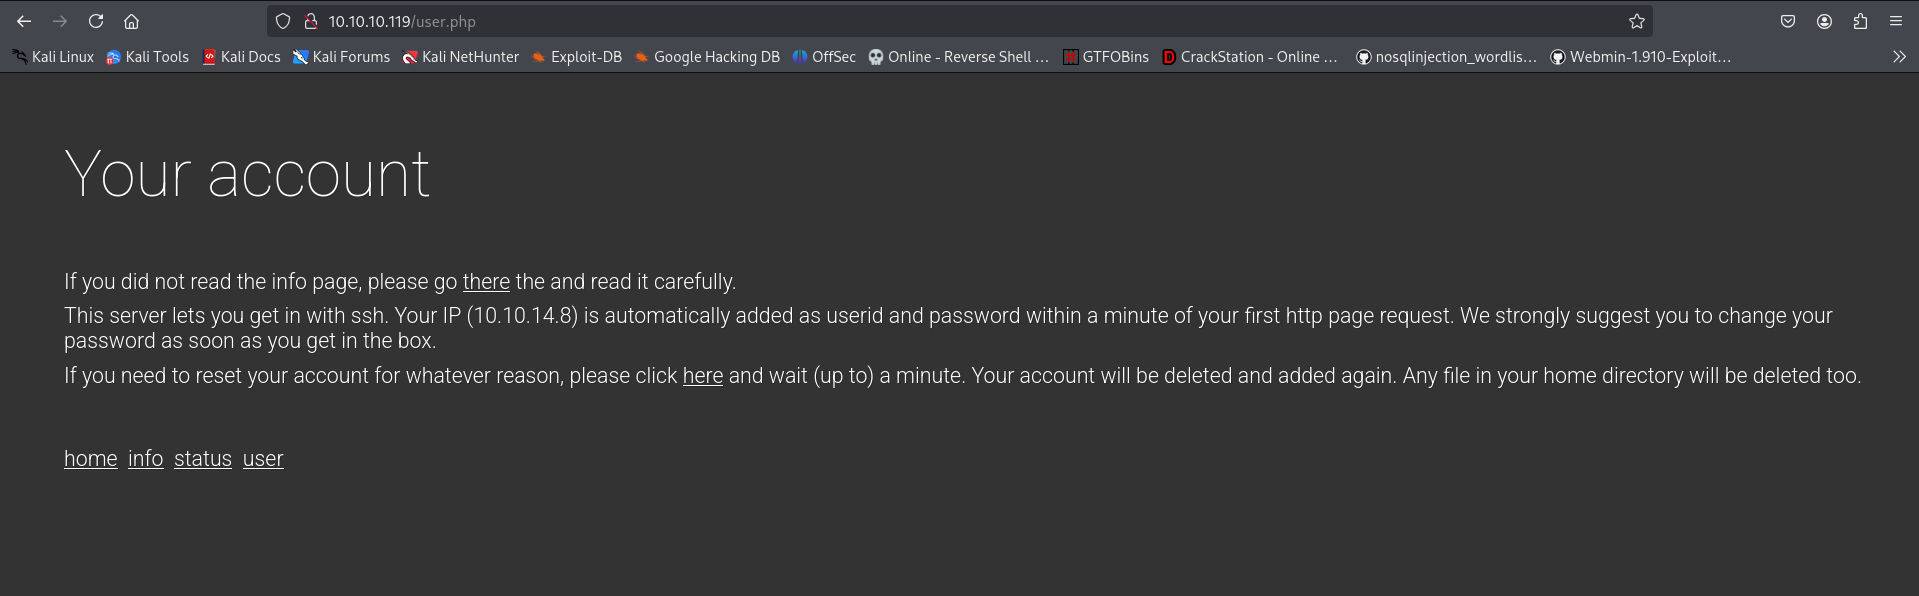 10.10.10.119/user.php
Kali Linux Kali Tools Kali Docs Kali Forums Kali NetHunter Exploit-DB Google Hacking DB OffSec Online - Reverse Shell ... GTFOBins CrackStation - Online ... nosqlinjection_wordlis... Webmin-1.910-Exploit...
Your account
If you did not read the info page, please go there the and read it carefully.
This server lets you get in with ssh. Your IP (10.10.14.8) is automatically added as userid and password within a minute of your first http page request. We strongly suggest you to change your
password as soon as you get in the box.
If you need to reset your account for whatever reason, please click here and wait (up to) a minute. Your account will be deleted and added again. Any file in your home directory will be deleted too.
home info status user